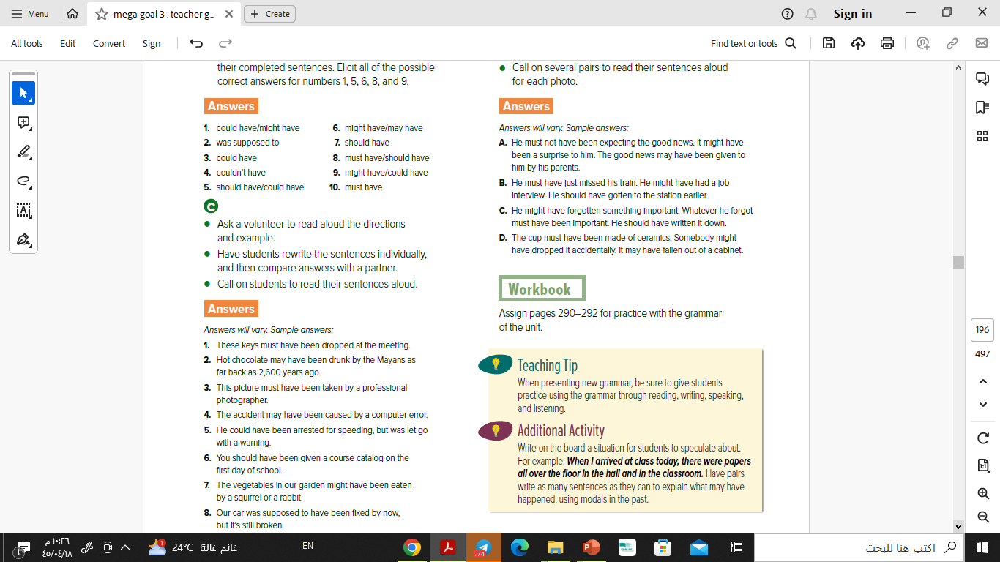 Menu
mega goal 3 . teacher g...
Create
Sign in
All tools
Edit
Convert
Sign
Find text or tools
their completed sentences. Elicit all of the possible
correct answers for numbers 1, 5, 6, 8, and 9.
Answers
1. could have/might have
2. was supposed to
3. could have
4. couldn't have
5. should have/could have
6. might have/may have
7. should have
8. must have/should have
9. might have/could have
10. must have
C
• Ask a volunteer to read aloud the directions
and example.
• Have students rewrite the sentences individually,
and then compare answers with a partner.
• Call on students to read their sentences aloud.
Answers
Answers will vary. Sample answers:
1. These keys must have been dropped at the meeting.
2. Hot chocolate may have been drunk by the Mayans as
far back as 2,600 years ago.
3. This picture must have been taken by a professional
photographer.
4. The accident may have been caused by a computer error.
5. He could have been arrested for speeding, but was let go
with a warning.
6. You should have been given a course catalog on the
first day of school.
7. The vegetables in our garden might have been eaten
by a squirrel or a rabbit.
8. Our car was supposed to have been fixed by now,
but it's still broken.
• Call on several pairs to read their sentences aloud
for each photo.
Answers
Answers will vary. Sample answers:
A. He must not have been expecting the good news. It might have
been a surprise to him. The good news may have been given to
him by his parents.
B. He must have just missed his train. He might have had a job
interview. He should have gotten to the station earlier.
C. He might have forgotten something important. Whatever he forgot
must have been important. He should have written it down.
D. The cup must have been made of ceramics. Somebody might
have dropped it accidentally. It may have fallen out of a cabinet.
Workbook
Assign pages 290–292 for practice with the grammar
of the unit.
Teaching Tip
When presenting new grammar, be sure to give students
practice using the grammar through reading, writing, speaking,
and listening.
Additional Activity
Write on the board a situation for students to speculate about.
For example: When I arrived at class today, there were papers
all over the floor in the hall and in the classroom. Have pairs
write as many sentences as they can to explain what may have
happened, using modals in the past.
196
497
1:1
١٠:٢٦ م
٤٥/٠٤/١٨
24°C غائم غالبًا
EN
اكتب هنا للبحث